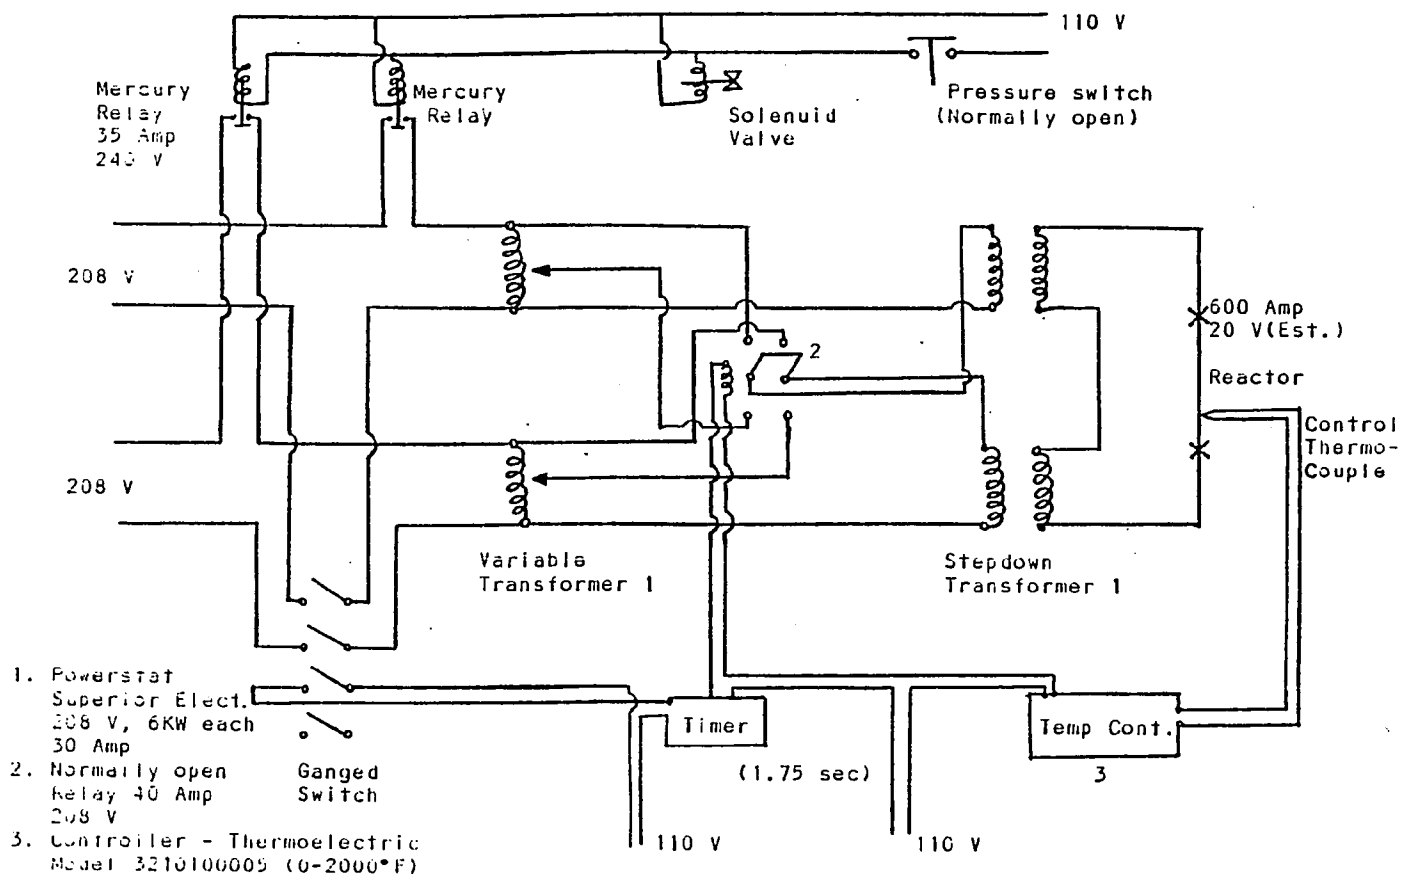 110 V
Mercury
Relay
35 Amp
240 V
Mercury
Relay
Solenuid
Valve
Pressure switch
(Normally open)
208 V
600 Amp
20 V(Est.)
2
Reactor
Control
Thermo-
Couple
208 V
Variable
Transformer 1
Stepdown
Transformer 1
1. Powerstat
Superior Elect.
208 V, 6KW each
30 Amp
2. Normally open
Relay 40 Amp
208 V
3. Controller - Thermoelectric
Model 3210100005 (0-2000°F)
Ganged
Switch
Timer
(1.75 sec)
Temp Cont.
3
110 V
110 V